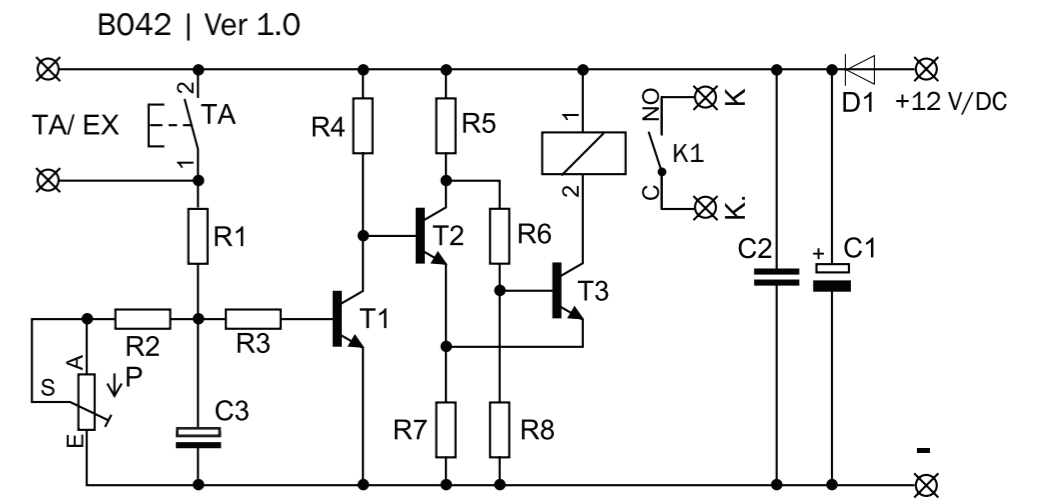 B042 | Ver 1.0
TA/ EX
2
TA
1
R4
R5
1
2
NO
K1
C
K
K.
D1
+12 V/DC
R1
T2
R6
T3
C2
+
C1
R2
R3
T1
A
S
P
E
C3
R7
R8
-